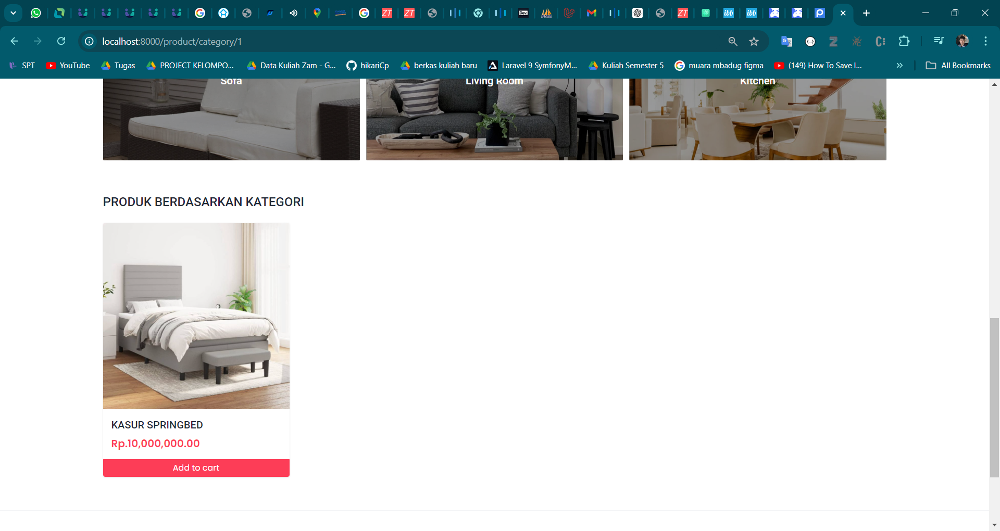 localhost:8000/product/category/1
SPT
YouTube
Tugas
PROJECT KELOMPO...
Data Kuliah Zam - G...
hikariCp
berkas kuliah baru
Laravel 9 SymfonyM...
Kuliah Semester 5
muara mbadug figma
(149) How To Save I...
All Bookmarks
Sofa
Living Room
Kitchen
PRODUK BERDASARKAN KATEGORI
KASUR SPRINGBED
Rp.10,000,000.00
Add to cart